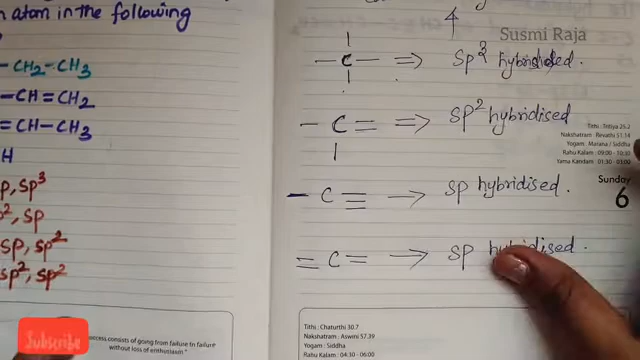 n atom in the following
-CH2-CH3
-CH=CH2
=CH-CH3
H
p, sp3
p2, sp
sp, sp2
sp2, sp2
Subscribe
success consists of going from failure to failure
without loss of enthusiasm"
4
Susmi Raja
-C- => Sp3 hybridised.
-C= => SP2 hybridised
-C≡ → sp hybridised.
=C= → sp hybridised.
Tithi : Tritiya 25.2
Nakshatram : Revathi 51.14
Yogam : Marana / Siddha
Rahu Kalam : 09:00 - 10:30
Yama Kandam : 01:30 - 03:00
Sunday
6
Tithi : Chaturthi 30.7
Nakshatram : Aswini 57.39
Yogam : Siddha
Rahu Kalam : 04:30 - 06:00